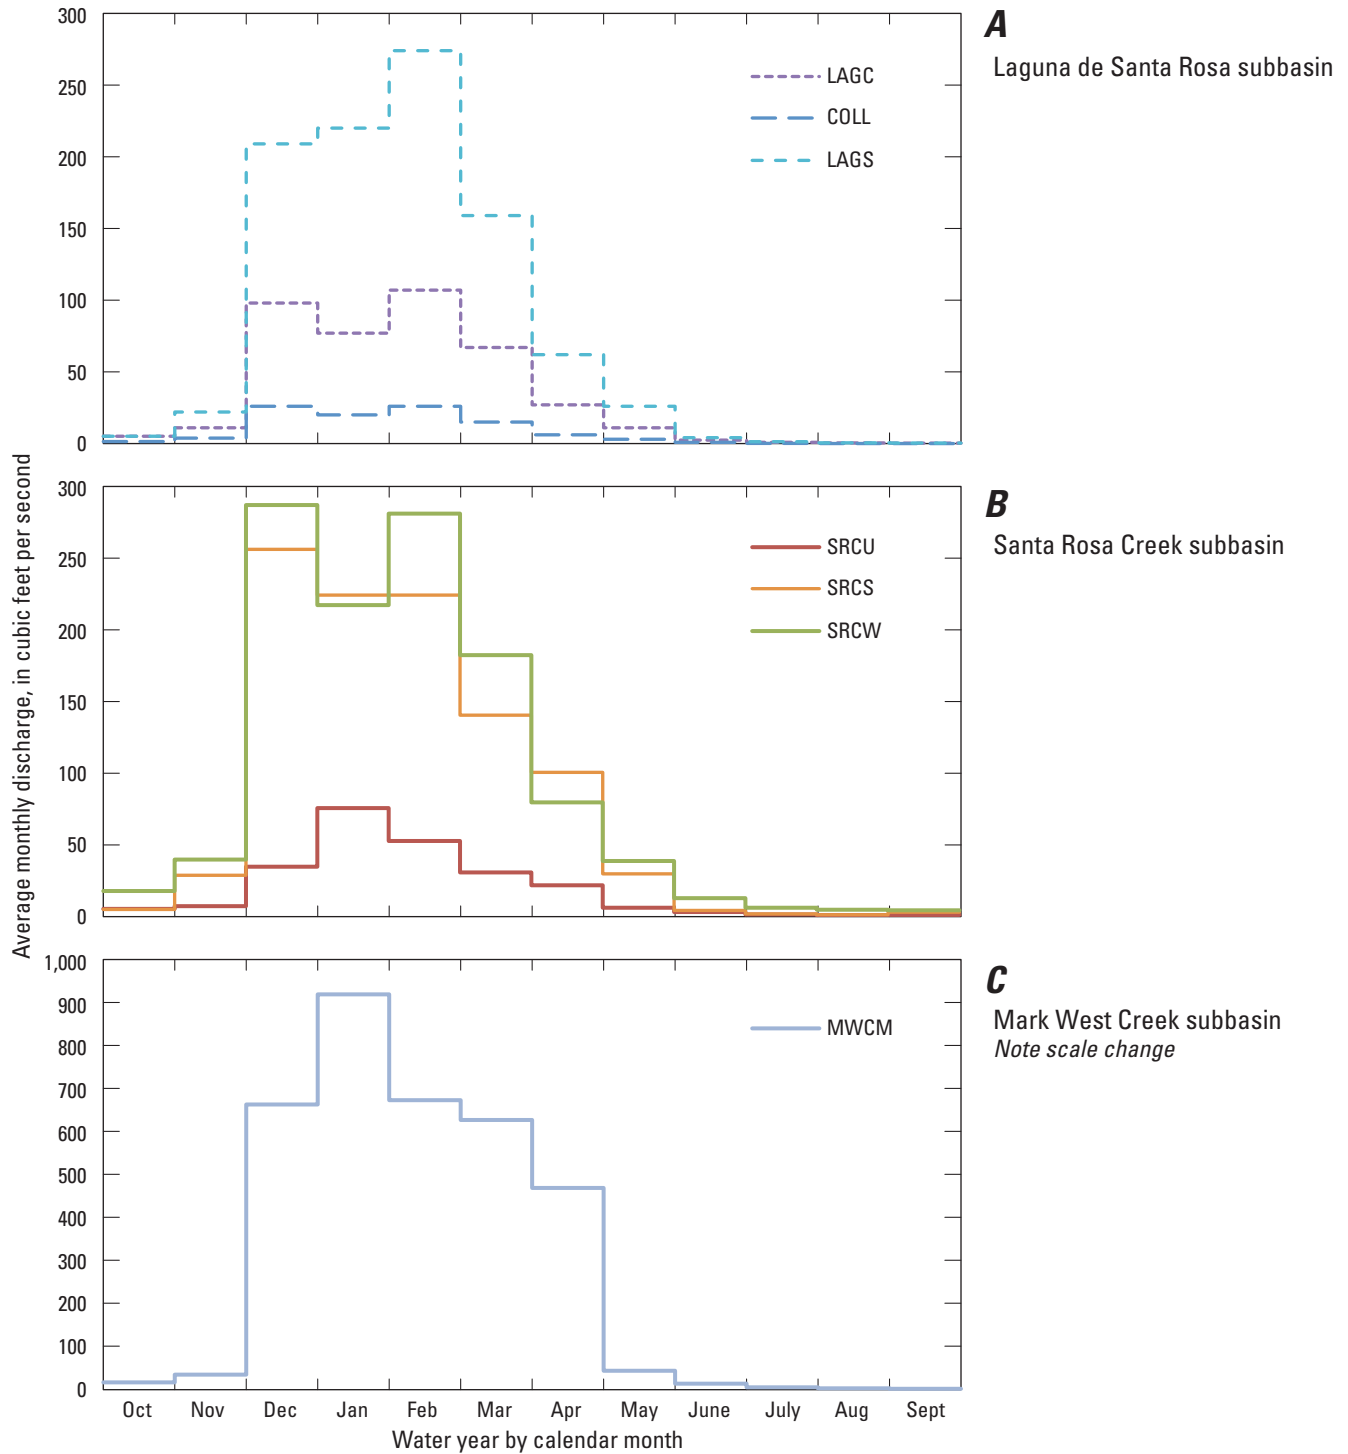 A
Laguna de Santa Rosa subbasin
300
250
200
150
100
50
0
LAGC
COLL
LAGS
B
Santa Rosa Creek subbasin
300
250
200
150
100
50
0
SRCU
SRCS
SRCW
Average monthly discharge, in cubic feet per second
C
Mark West Creek subbasin
Note scale change
1,000
900
800
700
600
500
400
300
200
100
0
MWCM
Oct Nov Dec Jan Feb Mar Apr May June July Aug Sept
Water year by calendar month